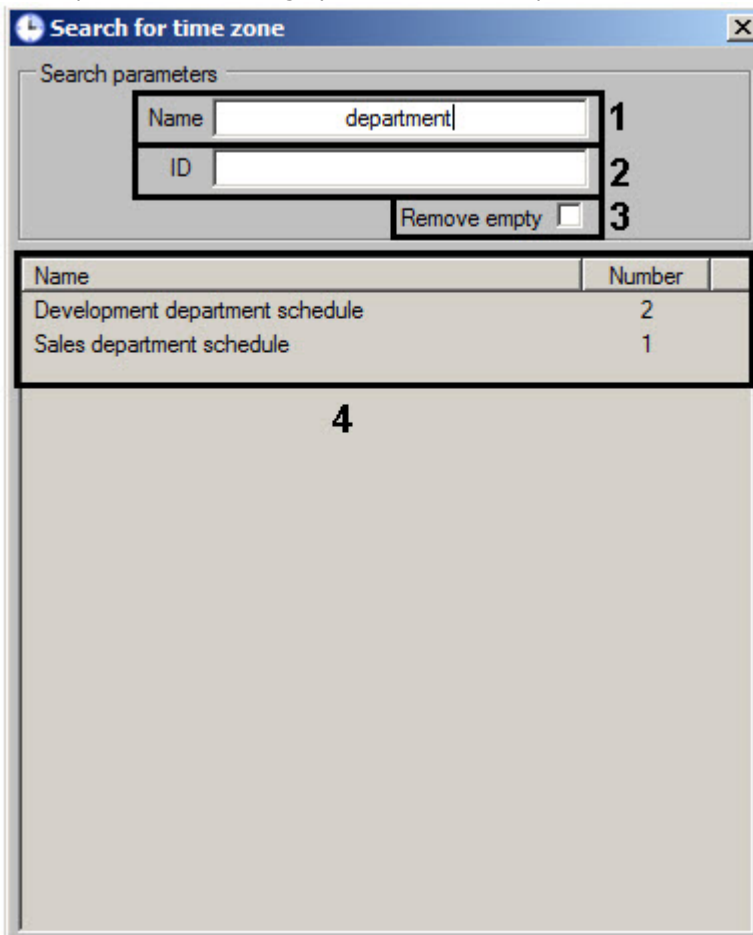 Search for time zone
Search parameters
Name department 1
ID 2
Remove empty 3
Name Number
Development department schedule 2
Sales department schedule 1
4